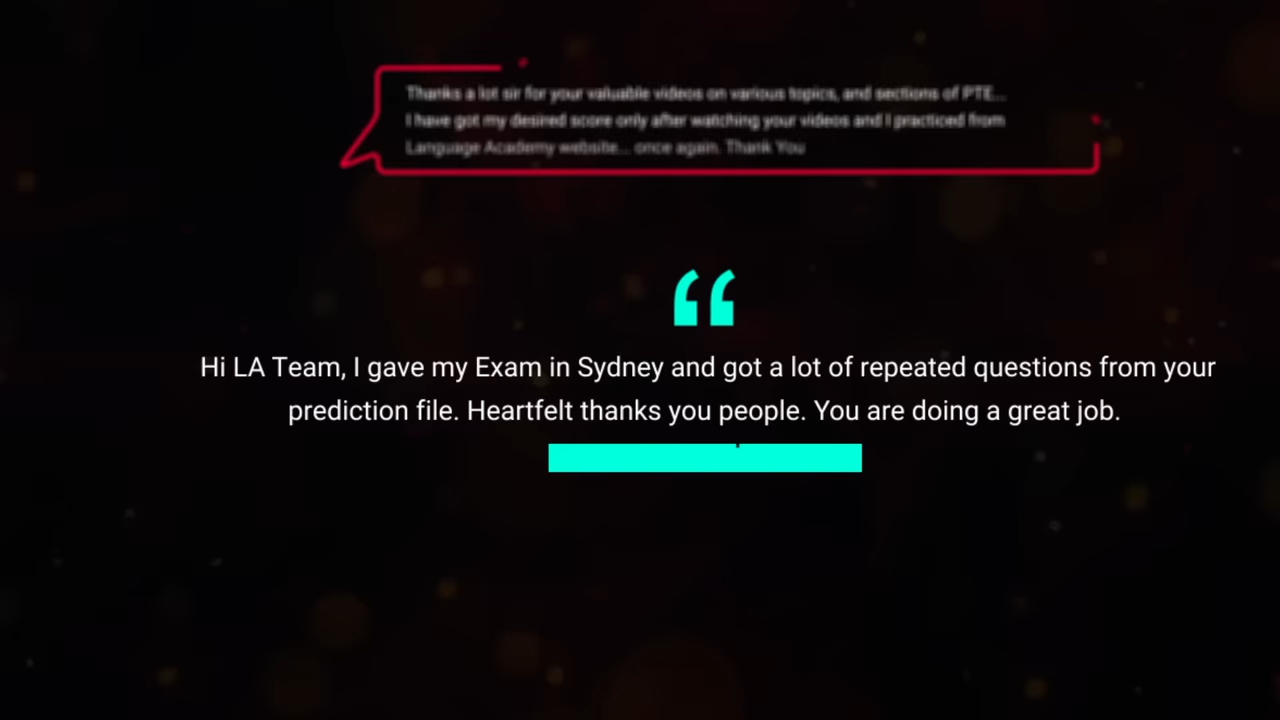 Thanks a lot sir for your valuable videos on various topics, and sections of PTE...
I have got my desired score only after watching your videos and I practiced from
Language Academy website... once again. Thank You
“
Hi LA Team, I gave my Exam in Sydney and got a lot of repeated questions from your
prediction file. Heartfelt thanks you people. You are doing a great job.